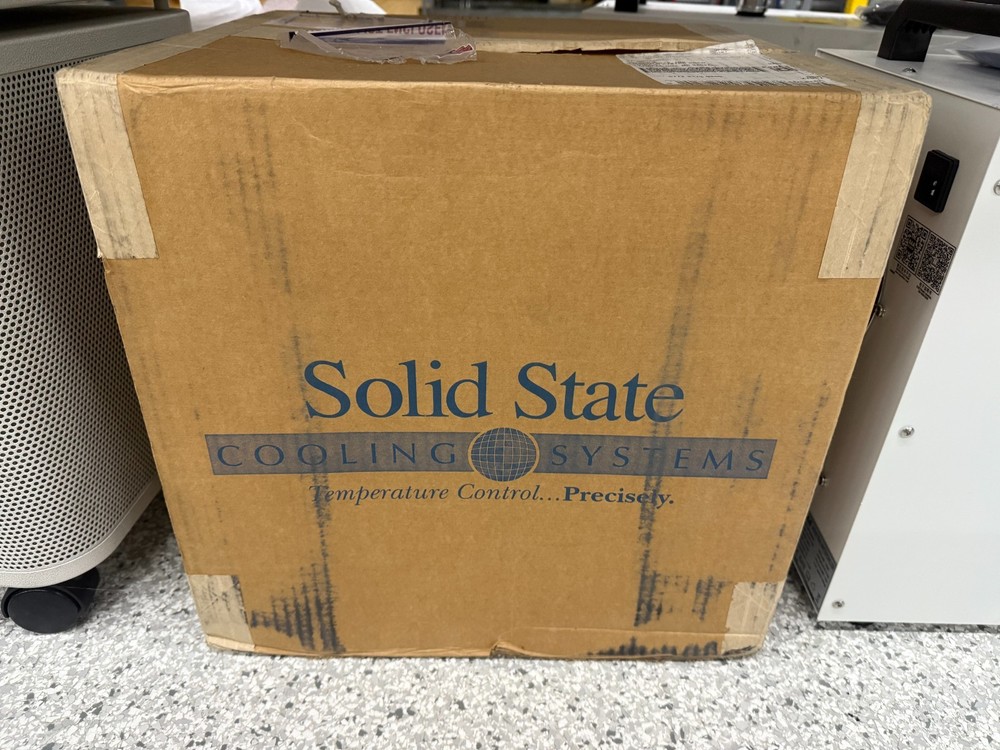 Solid State
COOLING SYSTEMS
Temperature Control...Precisely.